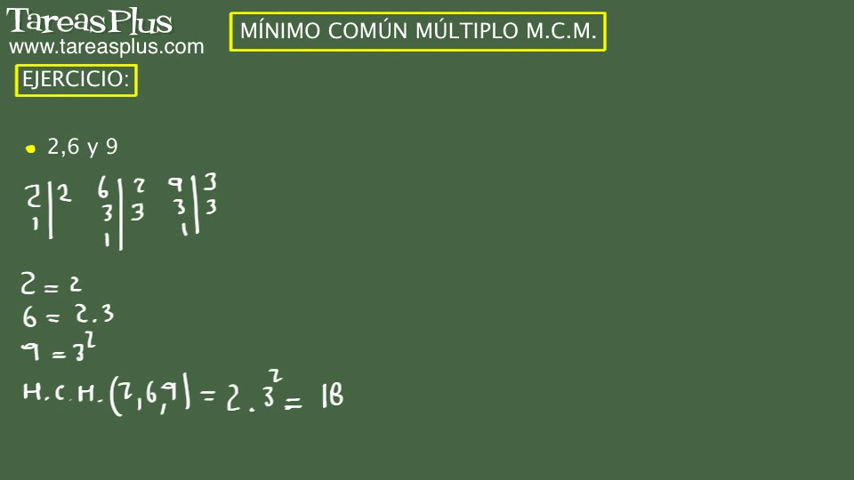 TareasPlus
www.tareasplus.com
MÍNIMO COMÚN MÚLTIPLO M.C.M.
EJERCICIO:
• 2,6 y 9
2 | 2   6 | 2   9 | 3
1 |   3 | 3   3 | 3
1 |   1 |
2 = 2
6 = 2.3
9 = 3²
M.C.M.(2,6,9) = 2.3² = 18